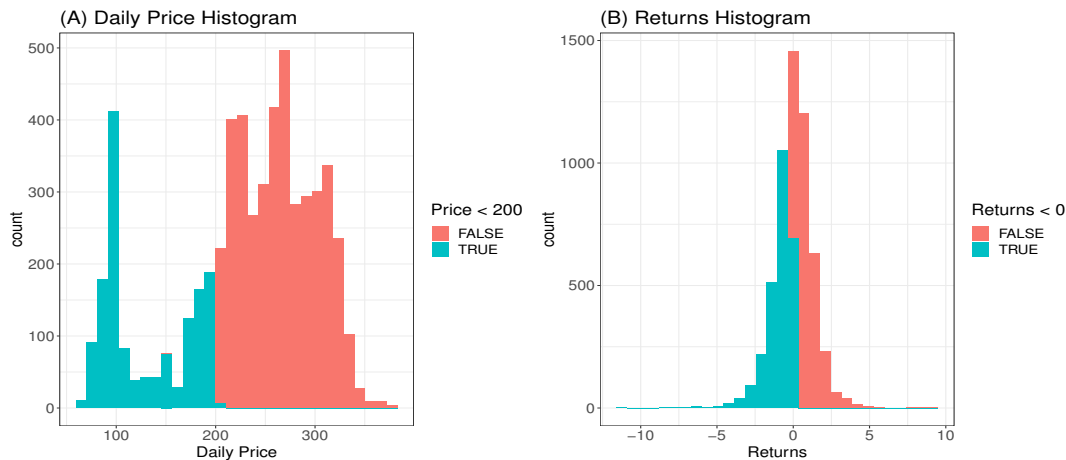 (A) Daily Price Histogram
500
400
300
200
100
0
count
100 200 300
Daily Price
Price < 200
FALSE
TRUE
(B) Returns Histogram
1500
1000
500
0
count
−10 −5 0 5 10
Returns
Returns < 0
FALSE
TRUE